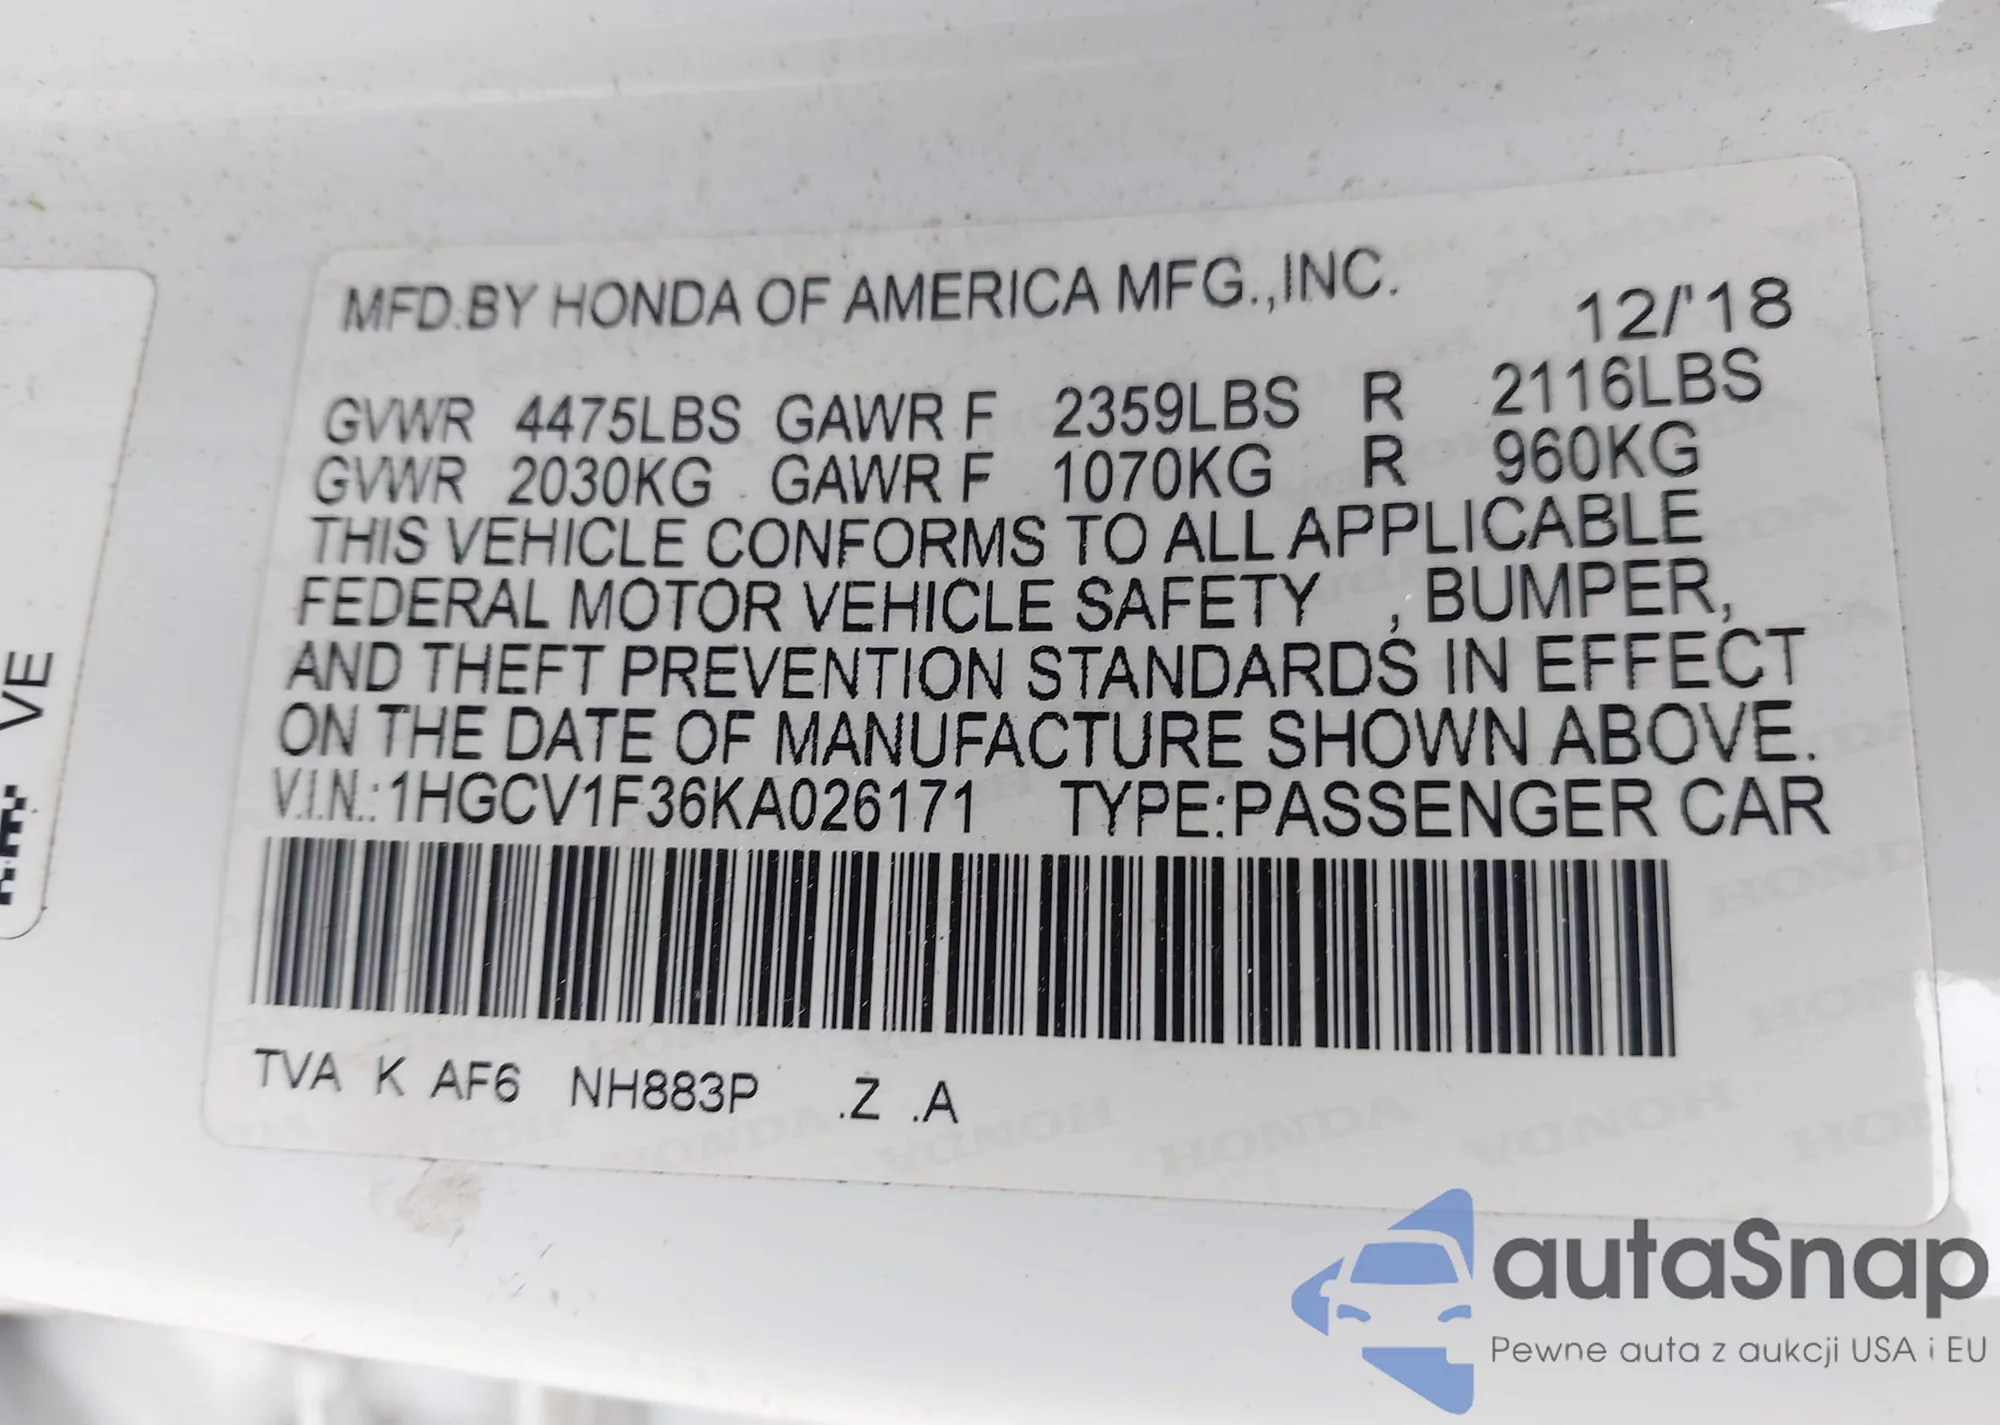 MFD.BY HONDA OF AMERICA MFG.,INC. 12/'18
GVWR 4475LBS GAWR F 2359LBS R 2116LBS
GVWR 2030KG GAWR F 1070KG R 960KG
THIS VEHICLE CONFORMS TO ALL APPLICABLE
FEDERAL MOTOR VEHICLE SAFETY , BUMPER,
AND THEFT PREVENTION STANDARDS IN EFFECT
ON THE DATE OF MANUFACTURE SHOWN ABOVE.
V.I.N.:1HGCV1F36KA026171 TYPE:PASSENGER CAR
TVA K AF6 NH883P .Z .A
VE
autaSnap
Pewne auta z aukcji USA i EU